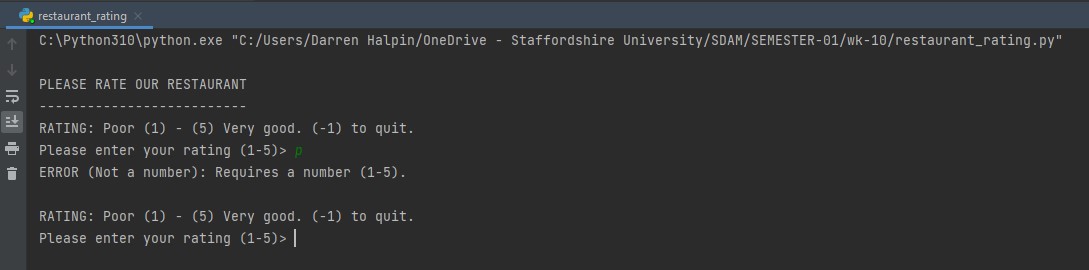 restaurant_rating
C:\Python310\python.exe "C:/Users/Darren Halpin/OneDrive - Staffordshire University/SDAM/SEMESTER-01/wk-10/restaurant_rating.py"
PLEASE RATE OUR RESTAURANT
--------------------------
RATING: Poor (1) - (5) Very good. (-1) to quit.
Please enter your rating (1-5)> p
ERROR (Not a number): Requires a number (1-5).
RATING: Poor (1) - (5) Very good. (-1) to quit.
Please enter your rating (1-5)>